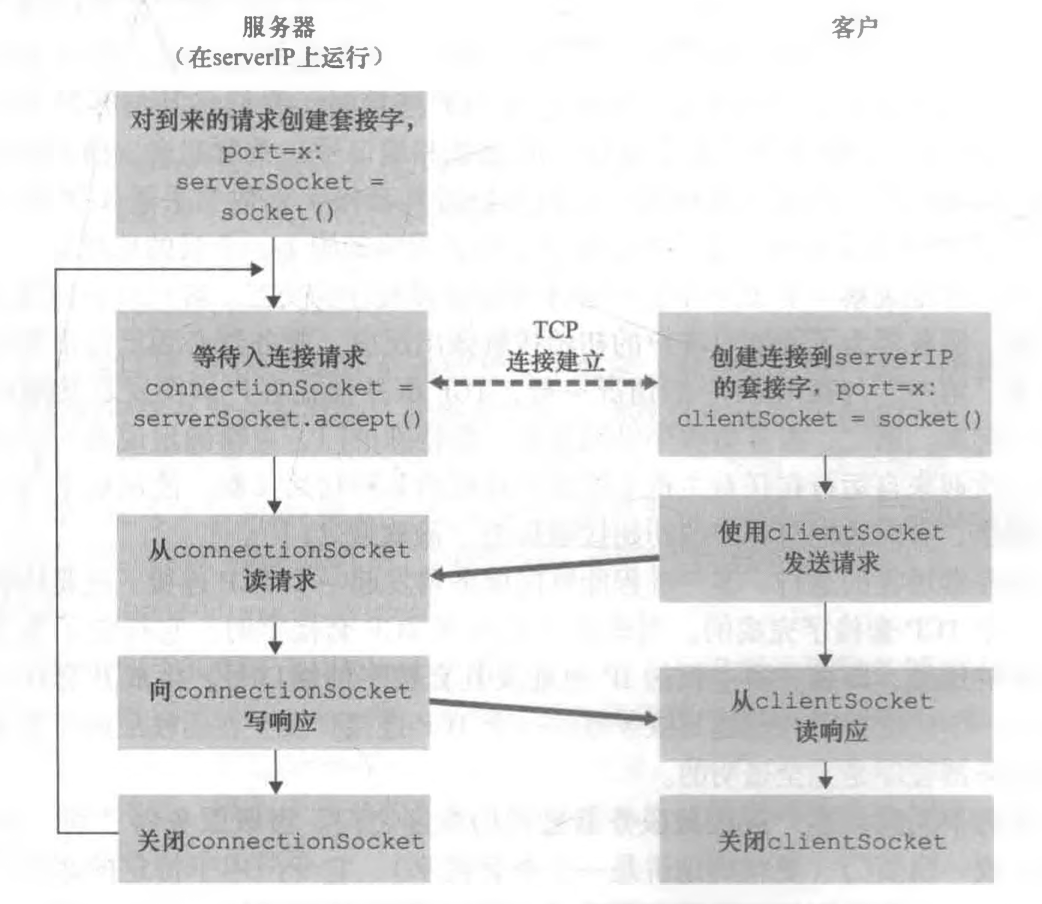 服务器
（在serverIP上运行）
客户
对到来的请求创建套接字，
port=x:
serverSocket =
socket()
等待入连接请求
connectionSocket =
serverSocket.accept()
TCP
连接建立
创建连接到serverIP
的套接字，port=x:
clientSocket = socket()
从connectionSocket
读请求
使用clientSocket
发送请求
向connectionSocket
写响应
从clientSocket
读响应
关闭connectionSocket
关闭clientSocket